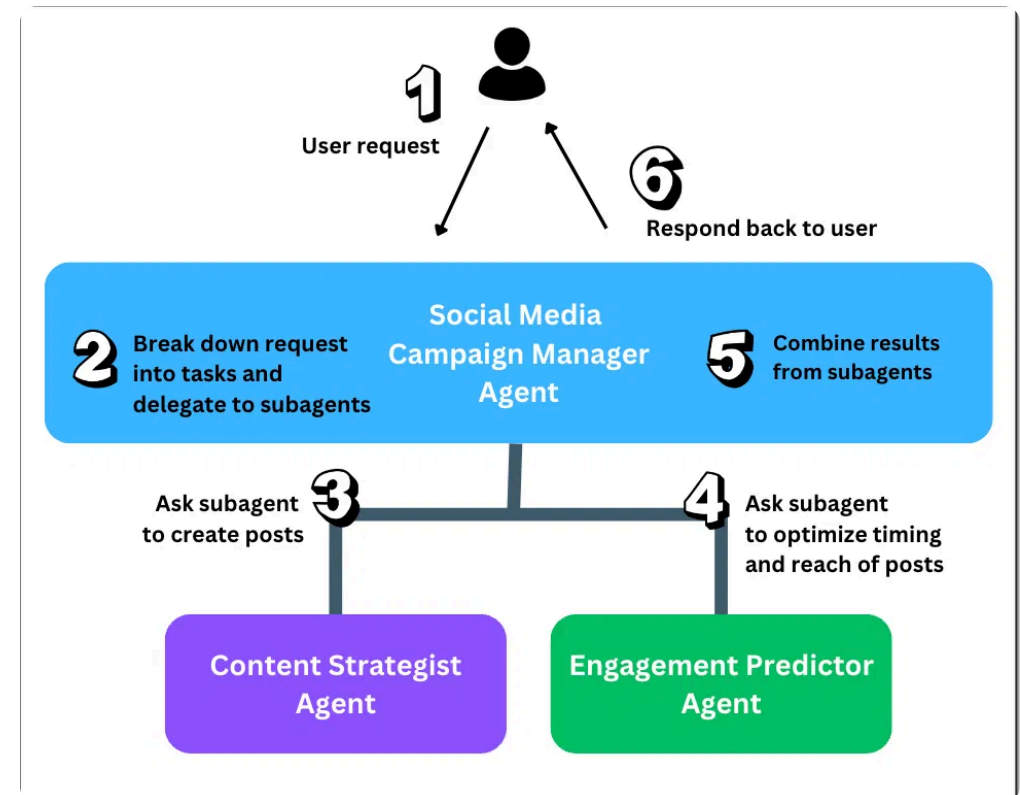 1
User request
6
Respond back to user
Social Media
Campaign Manager
Agent
2
Break down request
into tasks and
delegate to subagents
5
Combine results
from subagents
3
Ask subagent
to create posts
4
Ask subagent
to optimize timing
and reach of posts
Content Strategist
Agent
Engagement Predictor
Agent